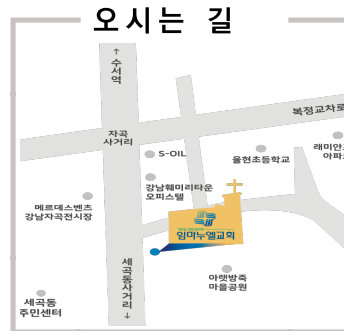 오시는 길
↑
수서역
복정교차로
자곡
사거리
S-OIL
율현초등학교
래미안
아파
강남훼미리타운
오피스텔
메르데스벤츠
강남자곡전시장
임마누엘교회
세곡동사거리
↓
아랫방죽
마을공원
세곡동
주민센터